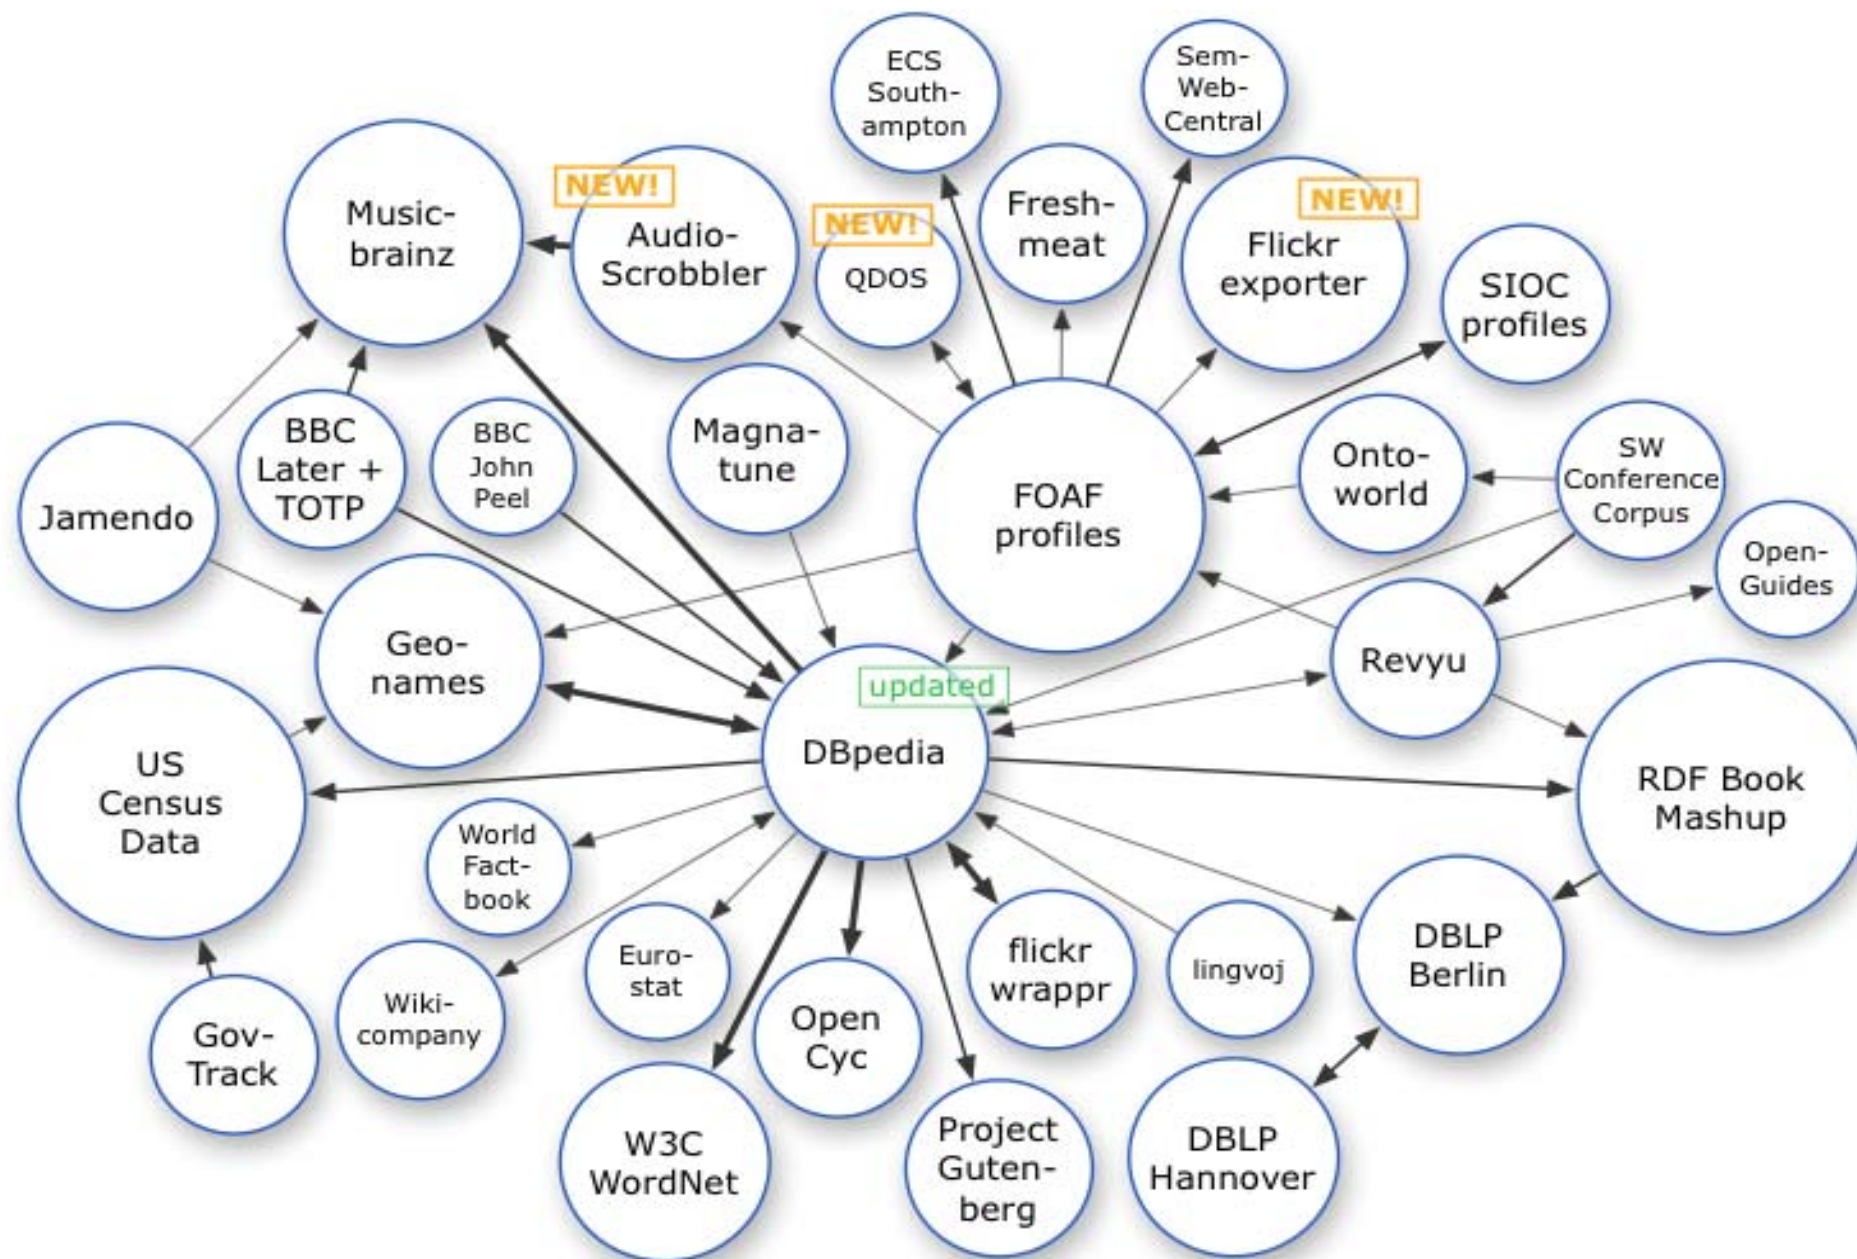 ECS
South-
ampton
Sem-
Web-
Central
NEW!
Music-
brainz
Audio-
Scrobbler
NEW!
QDOS
Fresh-
meat
NEW!
Flickr
exporter
SIOC
profiles
Jamendo
BBC
Later +
TOTP
BBC
John
Peel
Magna-
tune
FOAF
profiles
Onto-
world
SW
Conference
Corpus
Open-
Guides
Geo-
names
updated
DBpedia
Revyu
US
Census
Data
RDF Book
Mashup
World
Fact-
book
Euro-
stat
flickr
wrappr
lingvoj
DBLP
Berlin
Gov-
Track
Wiki-
company
Open
Cyc
W3C
WordNet
Project
Guten-
berg
DBLP
Hannover